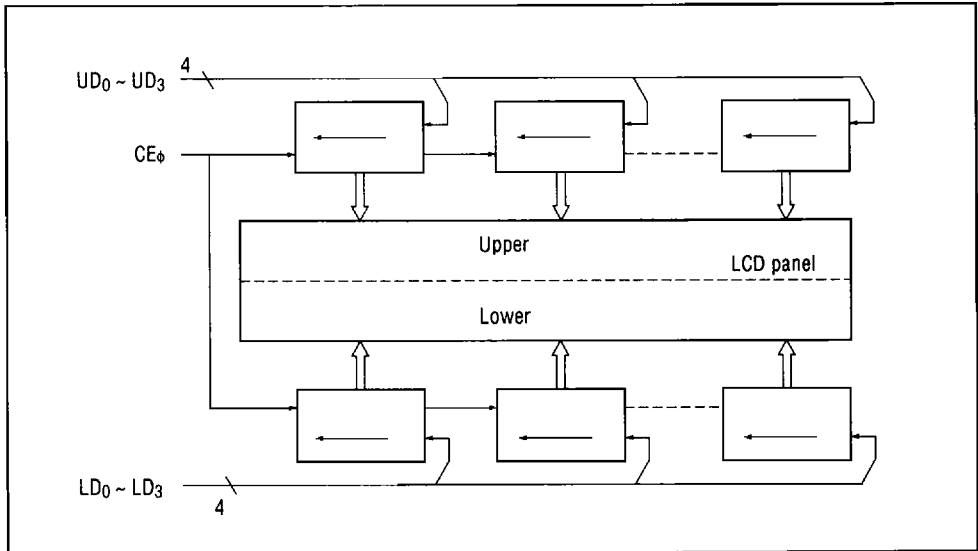 4
UD0 ~ UD3
CEϕ
Upper
LCD panel
Lower
LD0 ~ LD3
4